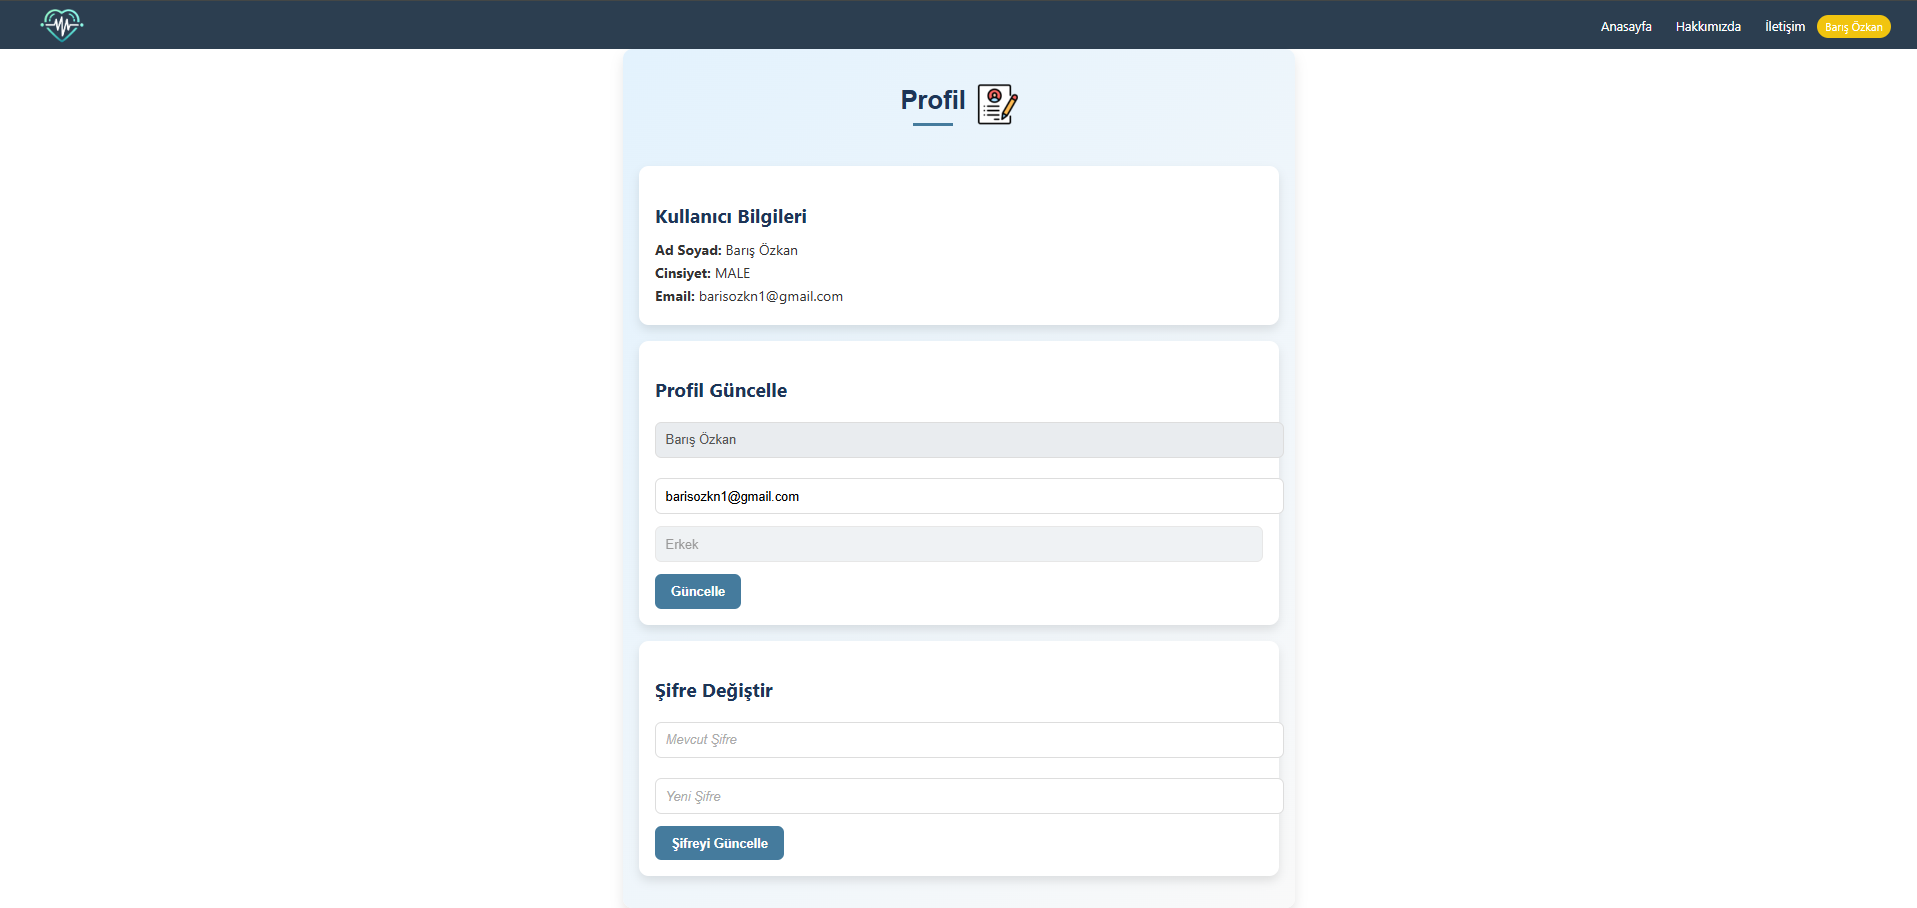 Anasayfa Hakkımızda İletişim Barış Özkan
Profil
Kullanıcı Bilgileri
Ad Soyad: Barış Özkan
Cinsiyet: MALE
Email: barisozkn1@gmail.com
Profil Güncelle
Barış Özkan
barisozkn1@gmail.com
Erkek
Güncelle
Şifre Değiştir
Mevcut Şifre
Yeni Şifre
Şifreyi Güncelle